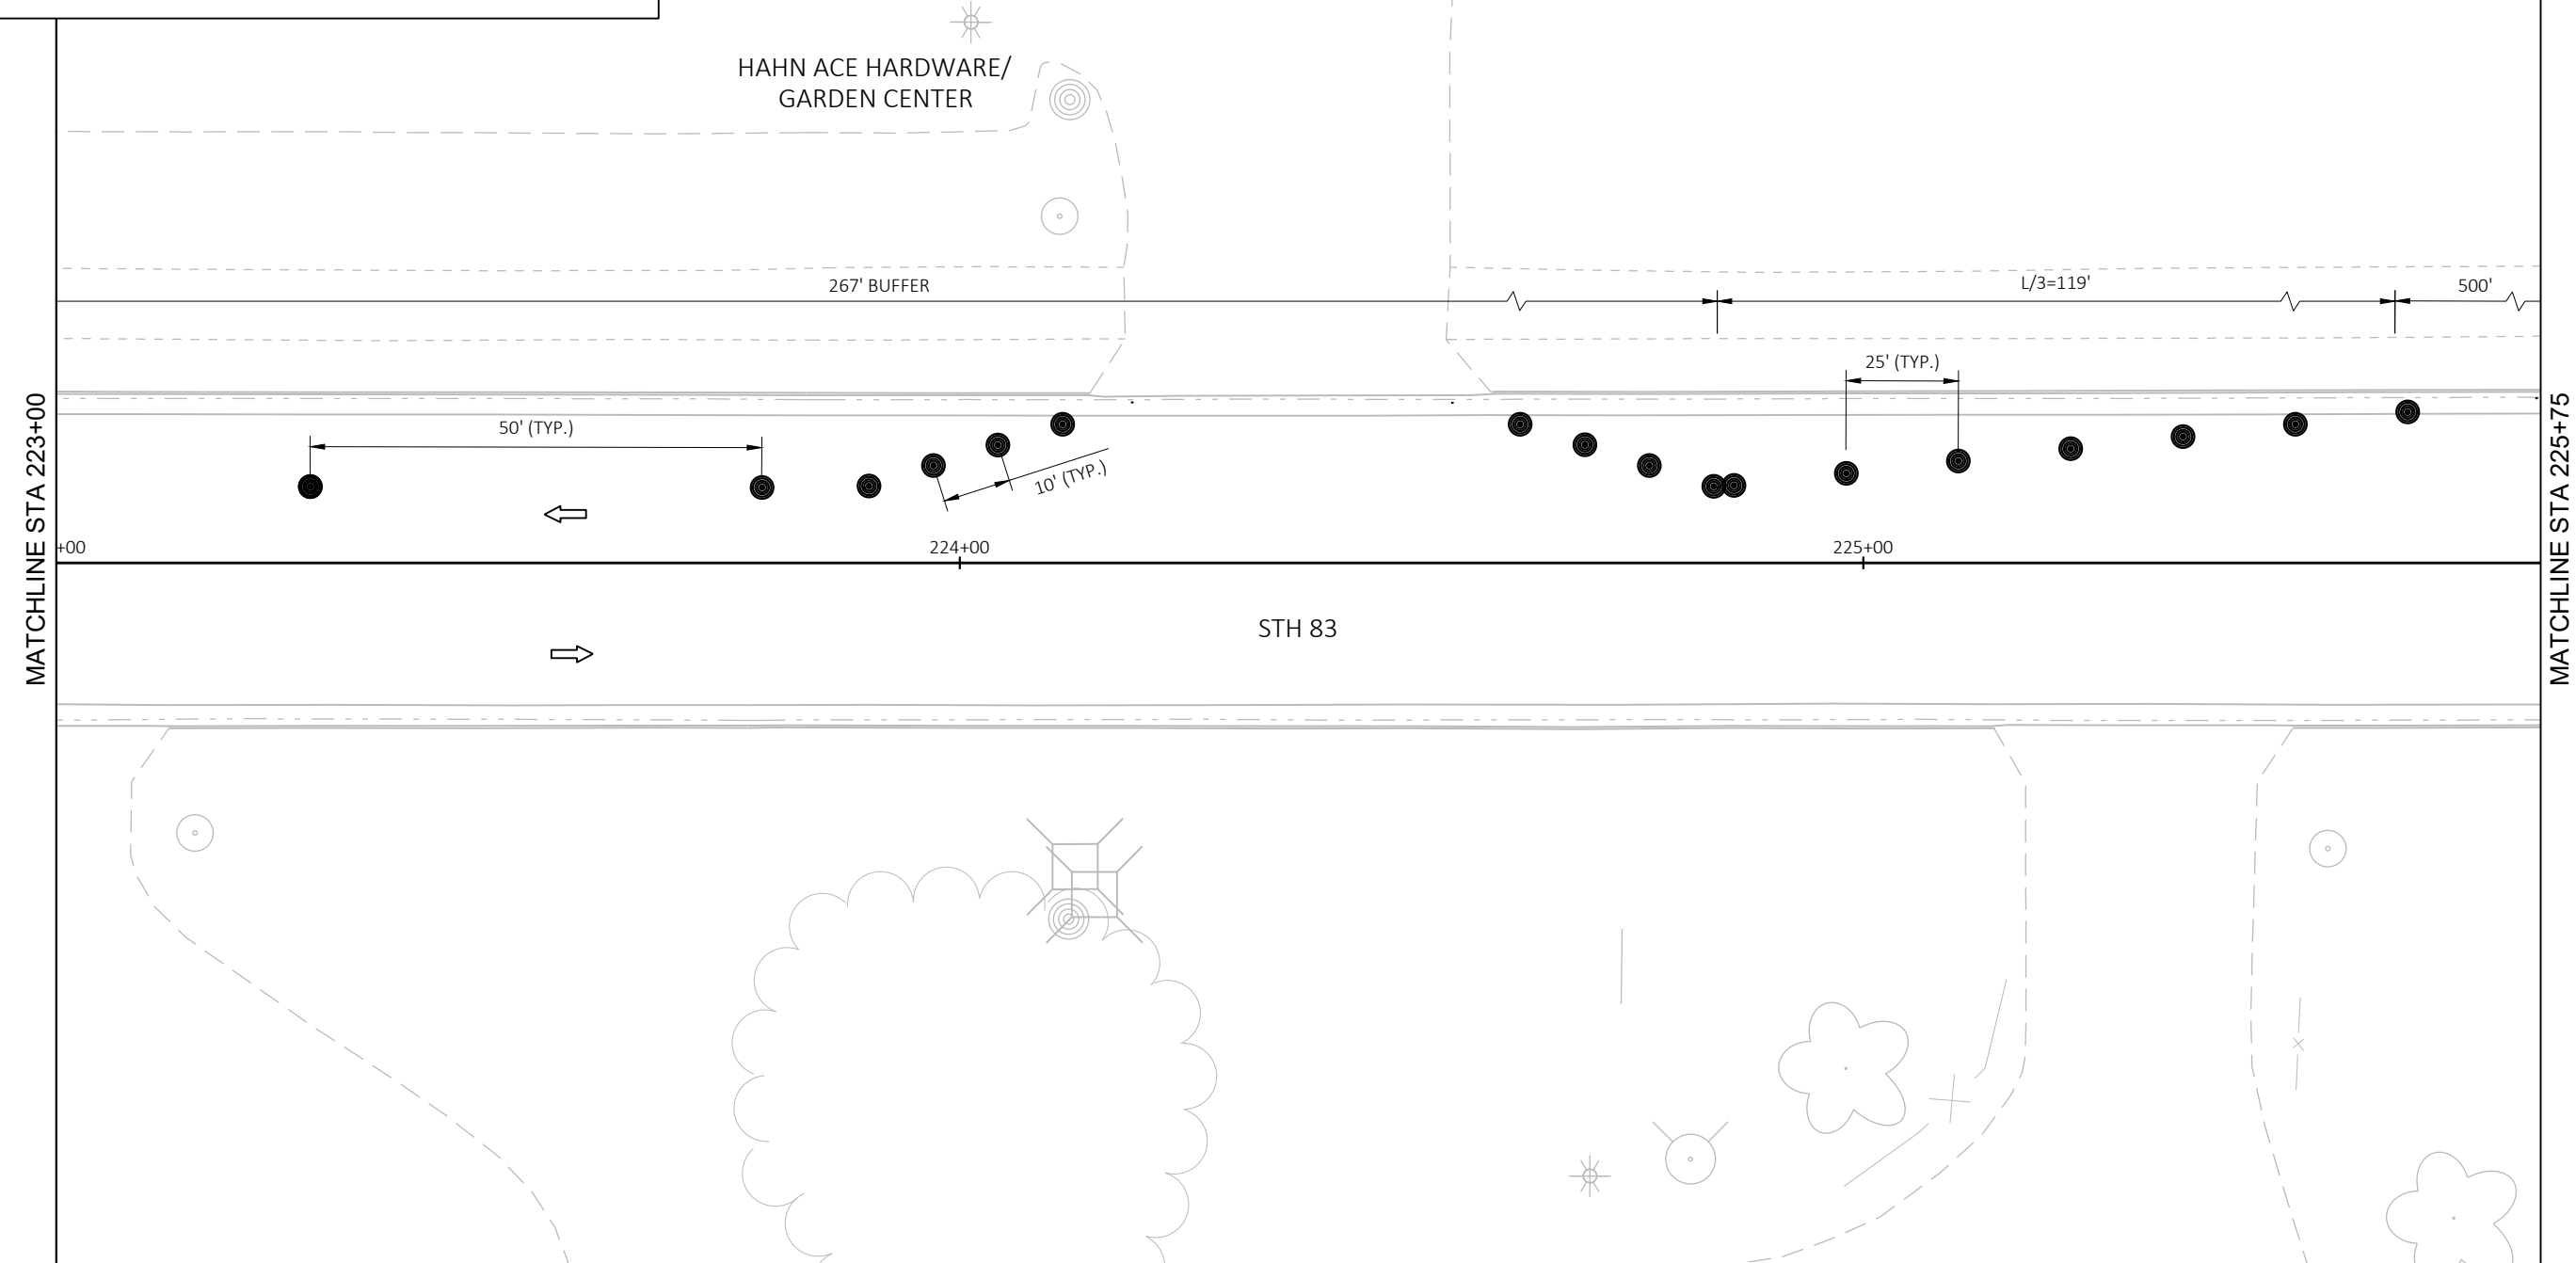 HAHN ACE HARDWARE/
GARDEN CENTER
267' BUFFER
L/3=119'
500'
25' (TYP.)
50' (TYP.)
10' (TYP.)
MATCHLINE STA 223+00
MATCHLINE STA 225+75
+00
224+00
225+00
STH 83